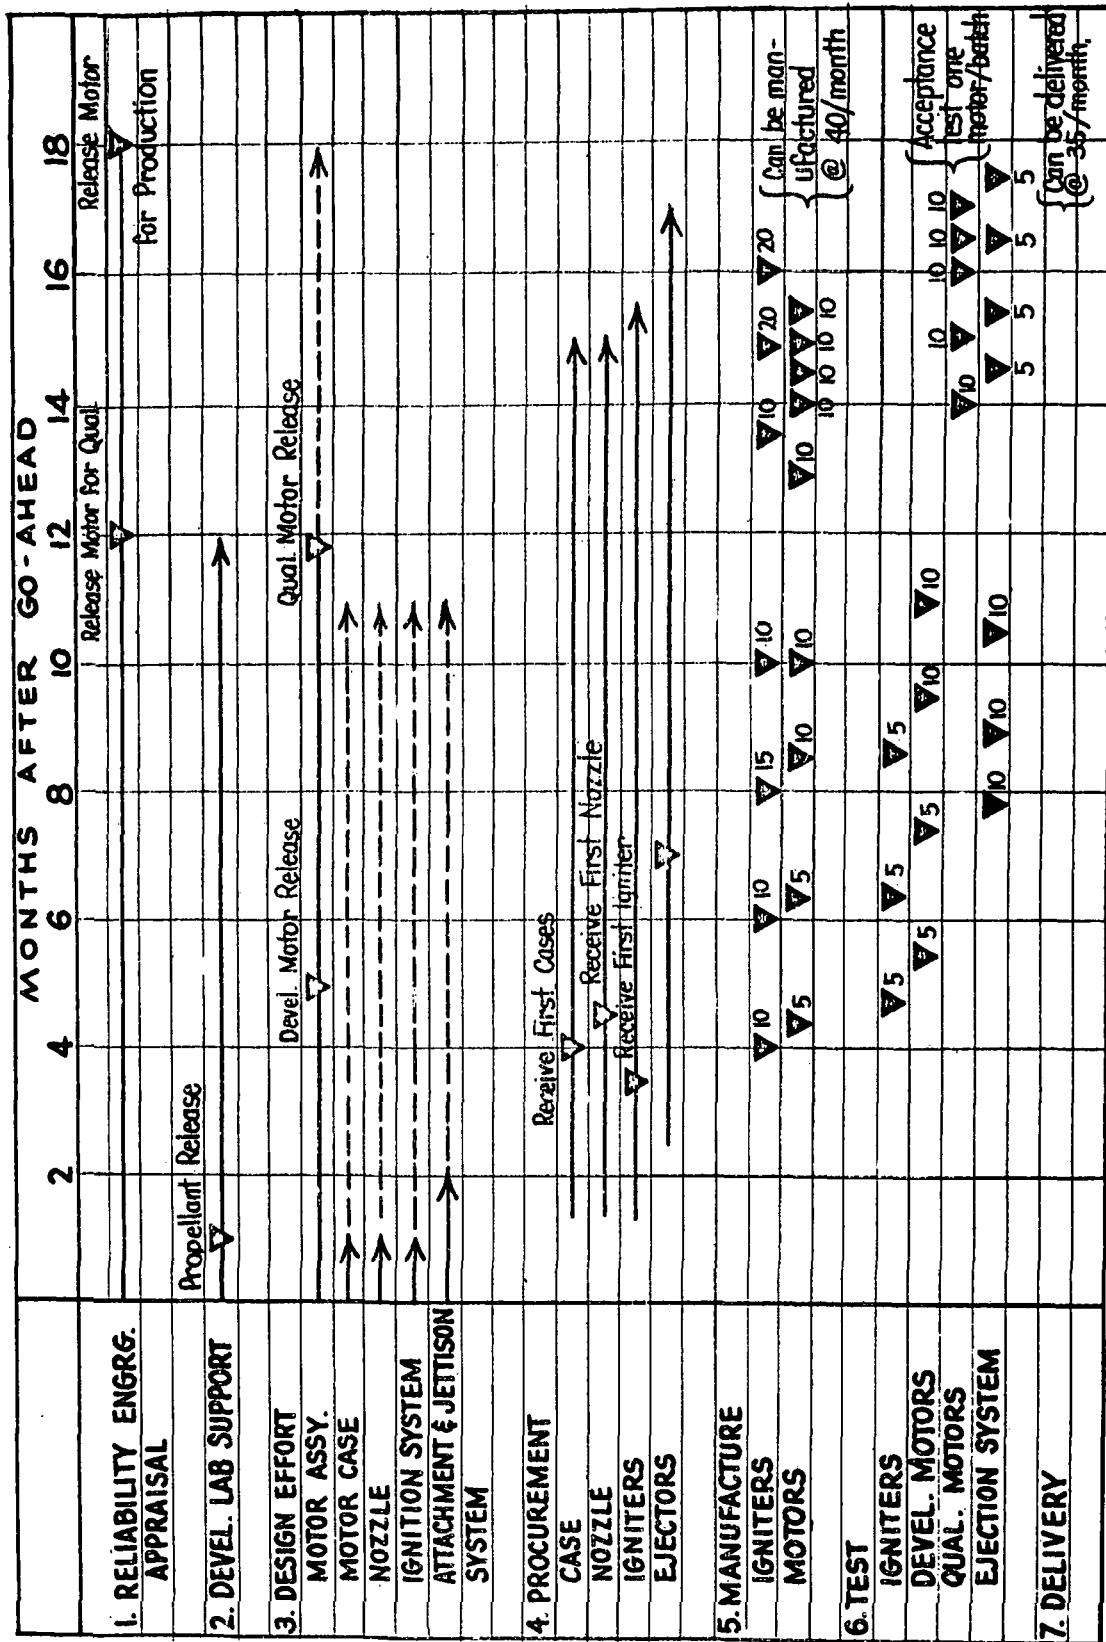 MONTHS AFTER GO-AHEAD
2 4 6 8 10 12 14 16 18
1. RELIABILITY ENGRG.
APPRAISAL
Release Motor for Qual
Release Motor
for Production
2. DEVEL. LAB SUPPORT
Propellant Release
3. DESIGN EFFORT
MOTOR ASSY.
Devel. Motor Release
Qual Motor Release
MOTOR CASE
NOZZLE
IGNITION SYSTEM
ATTACHMENT & JETTISON
SYSTEM
4. PROCUREMENT
CASE
Receive First Cases
NOZZLE
Receive First Nozzle
IGNITERS
Receive First Igniter
EJECTORS
5. MANUFACTURE
IGNITERS
10 10 15 10 10 20 20
MOTORS
5 5 10 10 10 10 10 10 10
Can be man-
ufactured
@ 40/month
6. TEST
IGNITERS
5 5 5
DEVEL. MOTORS
5 5 10 10
QUAL. MOTORS
10 10 10 10 10
Acceptance
Test one
motor/batch
EJECTION SYSTEM
10 10 10 5 5 5 5
7. DELIVERY
Can be delivered
@ 35/month.